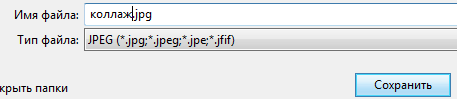 Имя файла: коллаж.jpg
Тип файла: JPEG (*.jpg;*.jpeg;*.jpe;*.jfif)
крыть папки Сохранить